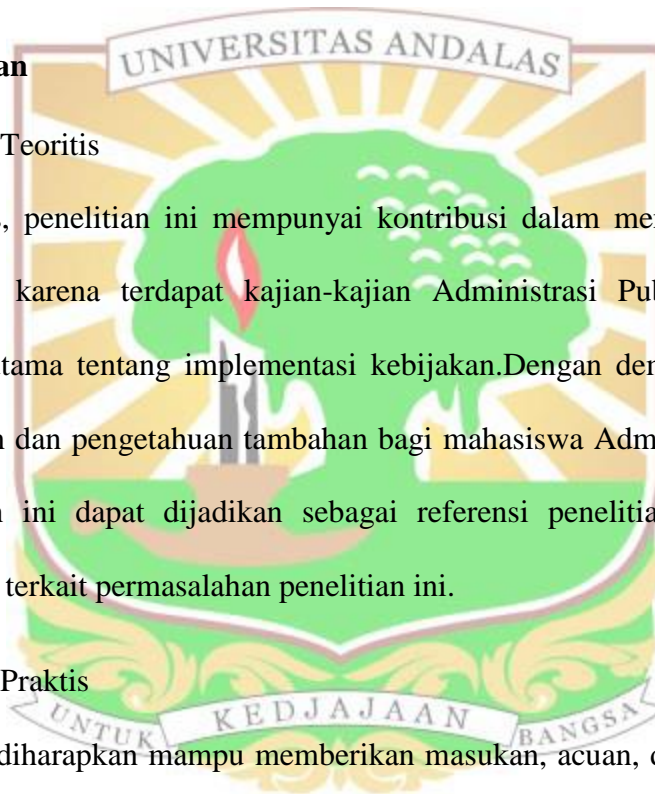 UNIVERSITAS ANDALAS
an
Teoritis
, penelitian ini mempunyai kontribusi dalam me
karena terdapat kajian-kajian Administrasi Pu
tama tentang implementasi kebijakan.Dengan de
n dan pengetahuan tambahan bagi mahasiswa Adm
n ini dapat dijadikan sebagai referensi peneliti
terkait permasalahan penelitian ini.
Praktis
UNTUK KEDJAJAAN BANGSA
diharapkan mampu memberikan masukan, acuan,